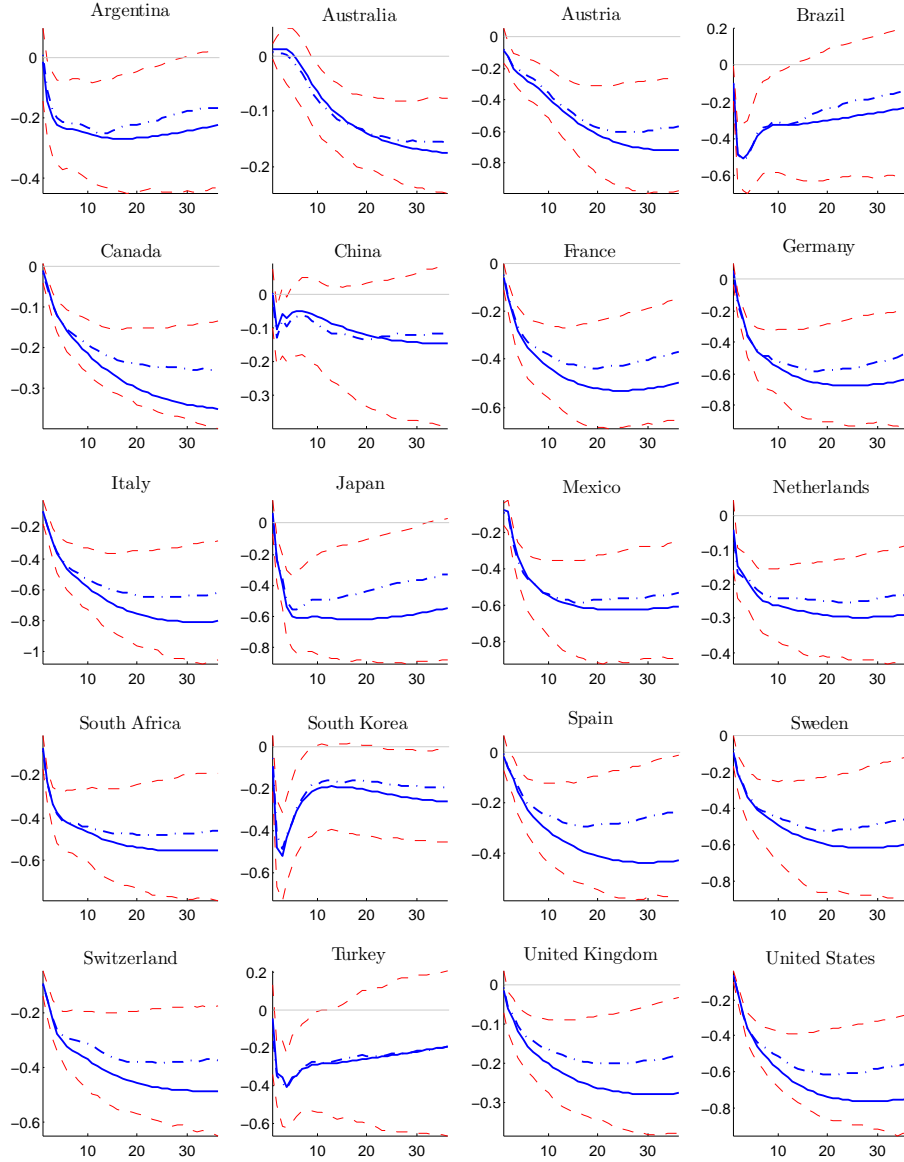 Argentina
0
−0.2
−0.4
10 20 30
Australia
0
−0.1
−0.2
10 20 30
Austria
0
−0.2
−0.4
−0.6
−0.8
10 20 30
Brazil
0
−0.2
−0.4
−0.6
10 20 30
Canada
0
−0.1
−0.2
−0.3
10 20 30
China
0
−0.1
−0.2
−0.3
10 20 30
France
0
−0.2
−0.4
−0.6
10 20 30
Germany
0
−0.2
−0.4
−0.6
−0.8
10 20 30
Italy
−0.2
−0.4
−0.6
−0.8
−1
10 20 30
Japan
0
−0.2
−0.4
−0.6
−0.8
10 20 30
Mexico
−0.2
−0.4
−0.6
−0.8
10 20 30
Netherlands
0
−0.1
−0.2
−0.3
−0.4
10 20 30
South Africa
−0.2
−0.4
−0.6
10 20 30
South Korea
0
−0.2
−0.4
−0.6
10 20 30
Spain
0
−0.2
−0.4
10 20 30
Sweden
0
−0.2
−0.4
−0.6
−0.8
10 20 30
Switzerland
−0.2
−0.4
−0.6
10 20 30
Turkey
0.2
0
−0.2
−0.4
−0.6
10 20 30
United Kingdom
0
−0.1
−0.2
−0.3
10 20 30
United States
−0.2
−0.4
−0.6
−0.8
10 20 30